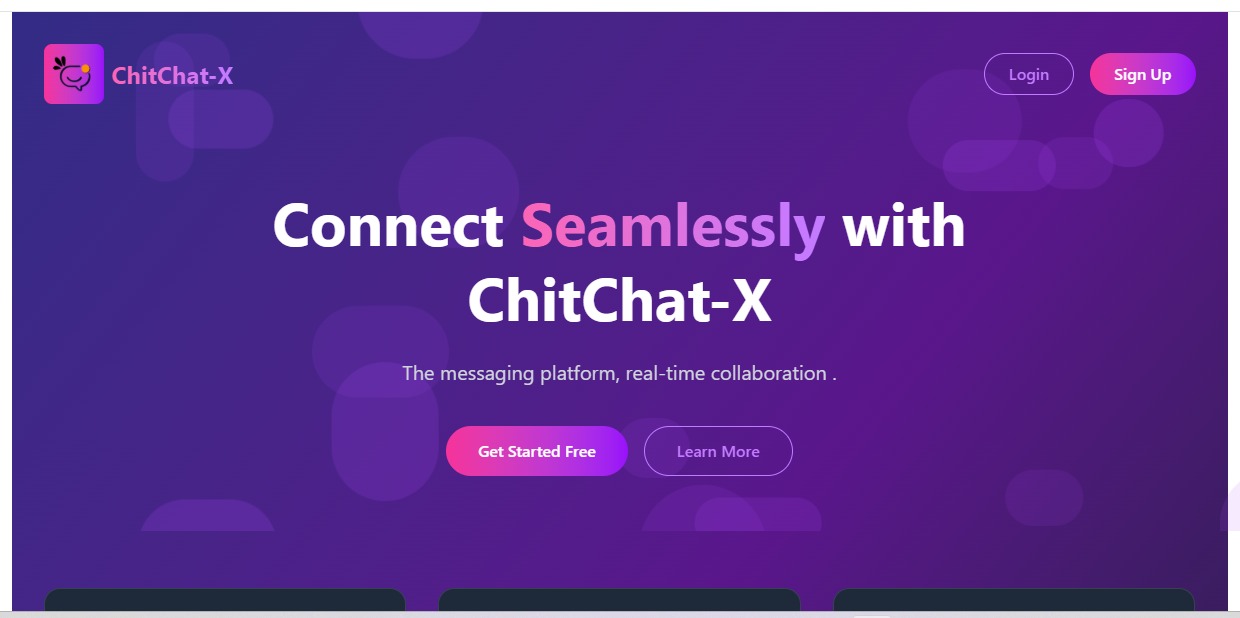 ChitChat-X
Login
Sign Up
Connect Seamlessly with
ChitChat-X
The messaging platform, real-time collaboration .
Get Started Free
Learn More